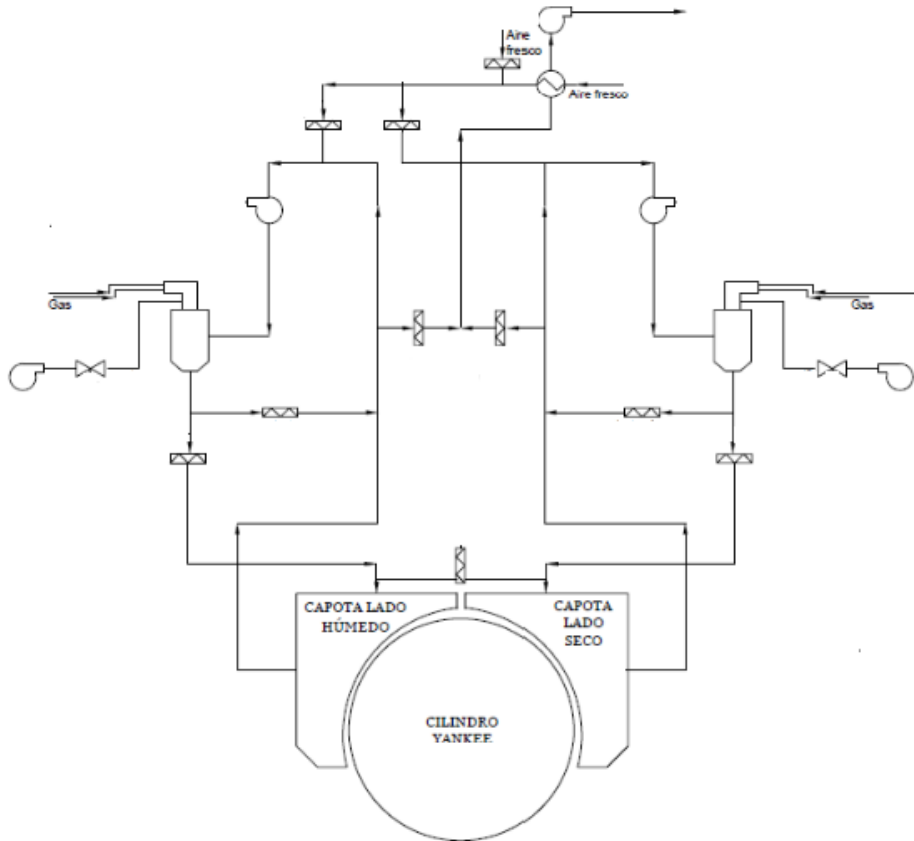 Aire
fresco
Aire fresco
Gas
Gas
CAPOTA LADO
HÚMEDO
CAPOTA
LADO
SECO
CILINDRO
YANKEE